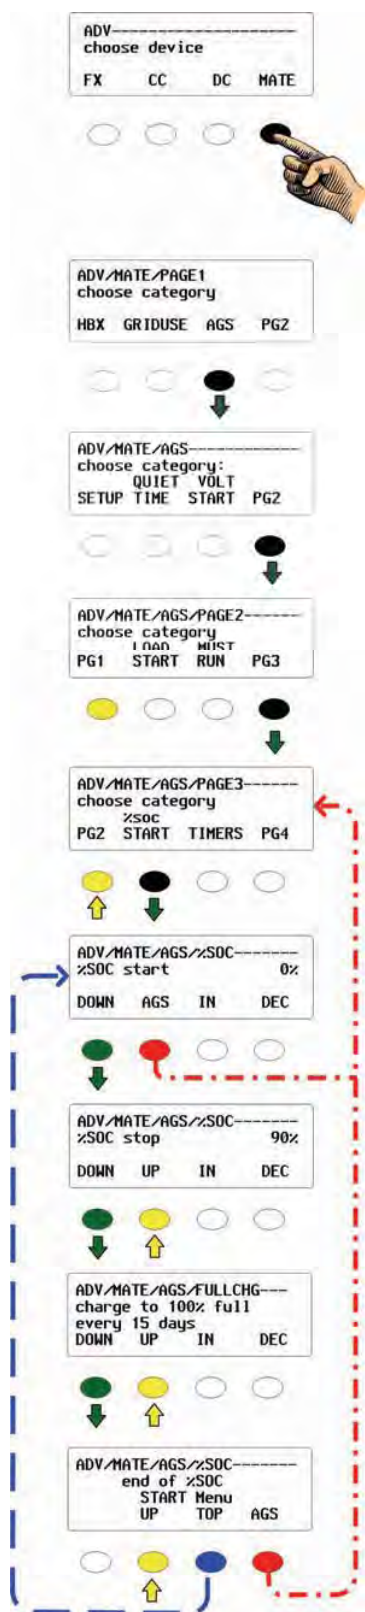 ADV---------------------
choose device
FX CC DC MATE
ADV/MATE/PAGE1
choose category
HBX GRIDUSE AGS PG2
ADV/MATE/AGS------------
choose category:
QUIET VOLT
SETUP TIME START PG2
ADV/MATE/AGS/PAGE2------
choose category
LOAD MUST
PG1 START RUN PG3
ADV/MATE/AGS/PAGE3------
choose category
%soc
PG2 START TIMERS PG4
ADV/MATE/AGS/%SOC-------
%SOC start 0%
DOWN AGS IN DEC
ADV/MATE/AGS/%SOC-------
%SOC stop 90%
DOWN UP IN DEC
ADV/MATE/AGS/FULLCHG---
charge to 100% full
every 15 days
DOWN UP IN DEC
ADV/MATE/AGS/%SOC-------
end of %SOC
START Menu
UP TOP AGS